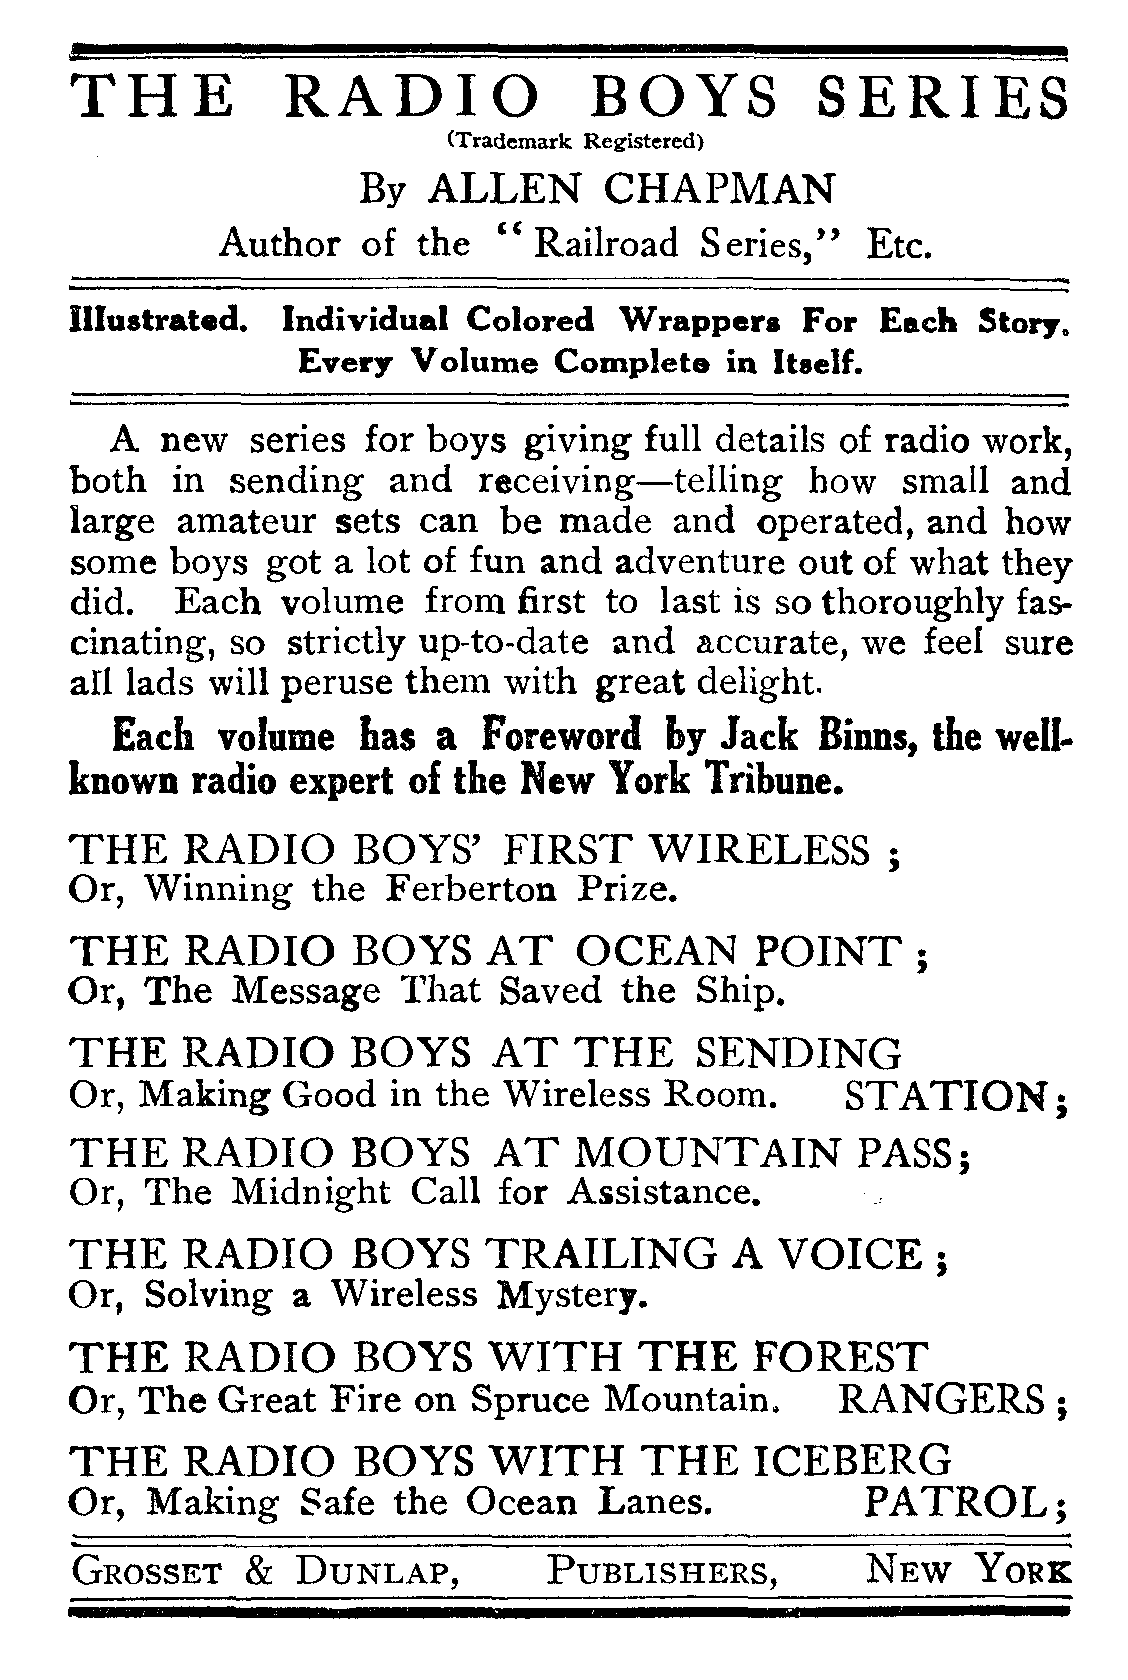 THE RADIO BOYS SERIES
(Trademark Registered)
By ALLEN CHAPMAN
Author of the “Railroad Series,” Etc.
Illustrated. Individual Colored Wrappers For Each Story.
Every Volume Complete in Itself.
A new series for boys giving full details of radio work,
both in sending and receiving—telling how small and
large amateur sets can be made and operated, and how
some boys got a lot of fun and adventure out of what they
did. Each volume from first to last is so thoroughly fas-
cinating, so strictly up-to-date and accurate, we feel sure
all lads will peruse them with great delight.
Each volume has a Foreword by Jack Binns, the well-
known radio expert of the New York Tribune.
THE RADIO BOYS’ FIRST WIRELESS ;
Or, Winning the Ferberton Prize.
THE RADIO BOYS AT OCEAN POINT ;
Or, The Message That Saved the Ship.
THE RADIO BOYS AT THE SENDING
Or, Making Good in the Wireless Room. STATION ;
THE RADIO BOYS AT MOUNTAIN PASS ;
Or, The Midnight Call for Assistance.
THE RADIO BOYS TRAILING A VOICE ;
Or, Solving a Wireless Mystery.
THE RADIO BOYS WITH THE FOREST
Or, The Great Fire on Spruce Mountain. RANGERS ;
THE RADIO BOYS WITH THE ICEBERG
Or, Making Safe the Ocean Lanes. PATROL ;
GROSSET & DUNLAP, PUBLISHERS, NEW YORK